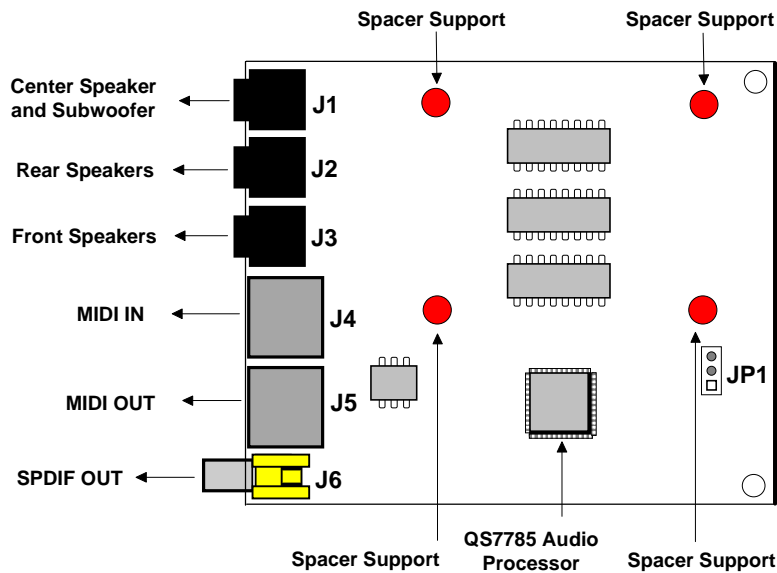 Spacer Support
Spacer Support
Center Speaker
and Subwoofer
J1
Rear Speakers
J2
Front Speakers
J3
MIDI IN
J4
JP1
MIDI OUT
J5
SPDIF OUT
J6
Spacer Support
QS7785 Audio
Processor
Spacer Support